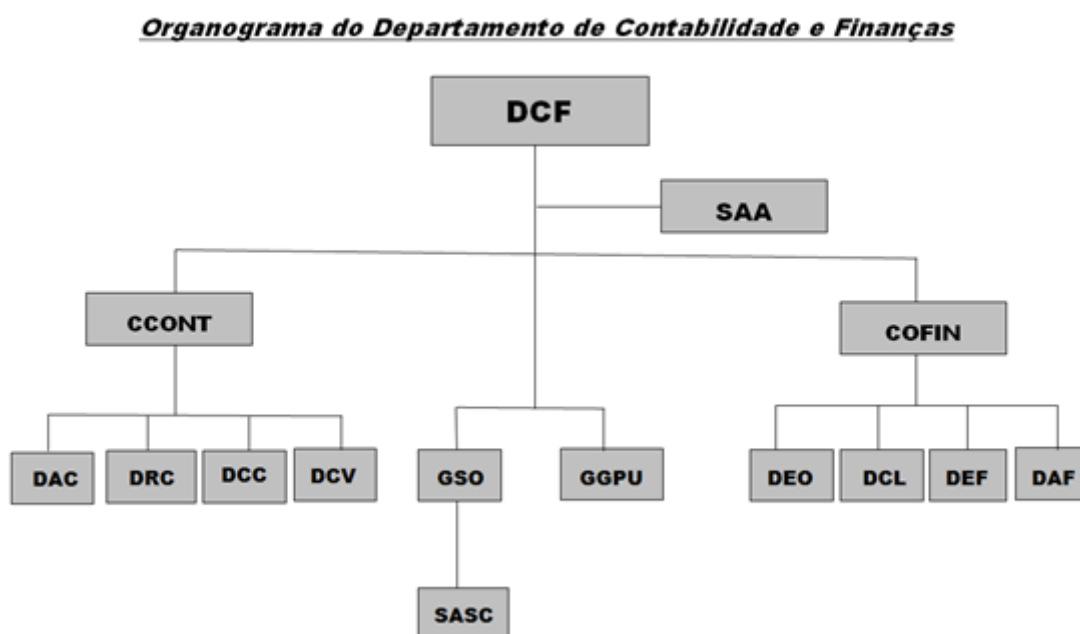 Organograma do Departamento de Contabilidade e Finanças
DCF
SAA
CCONT
COFIN
DAC
DRC
DCC
DCV
GSO
GGPU
DEO
DCL
DEF
DAF
SASC